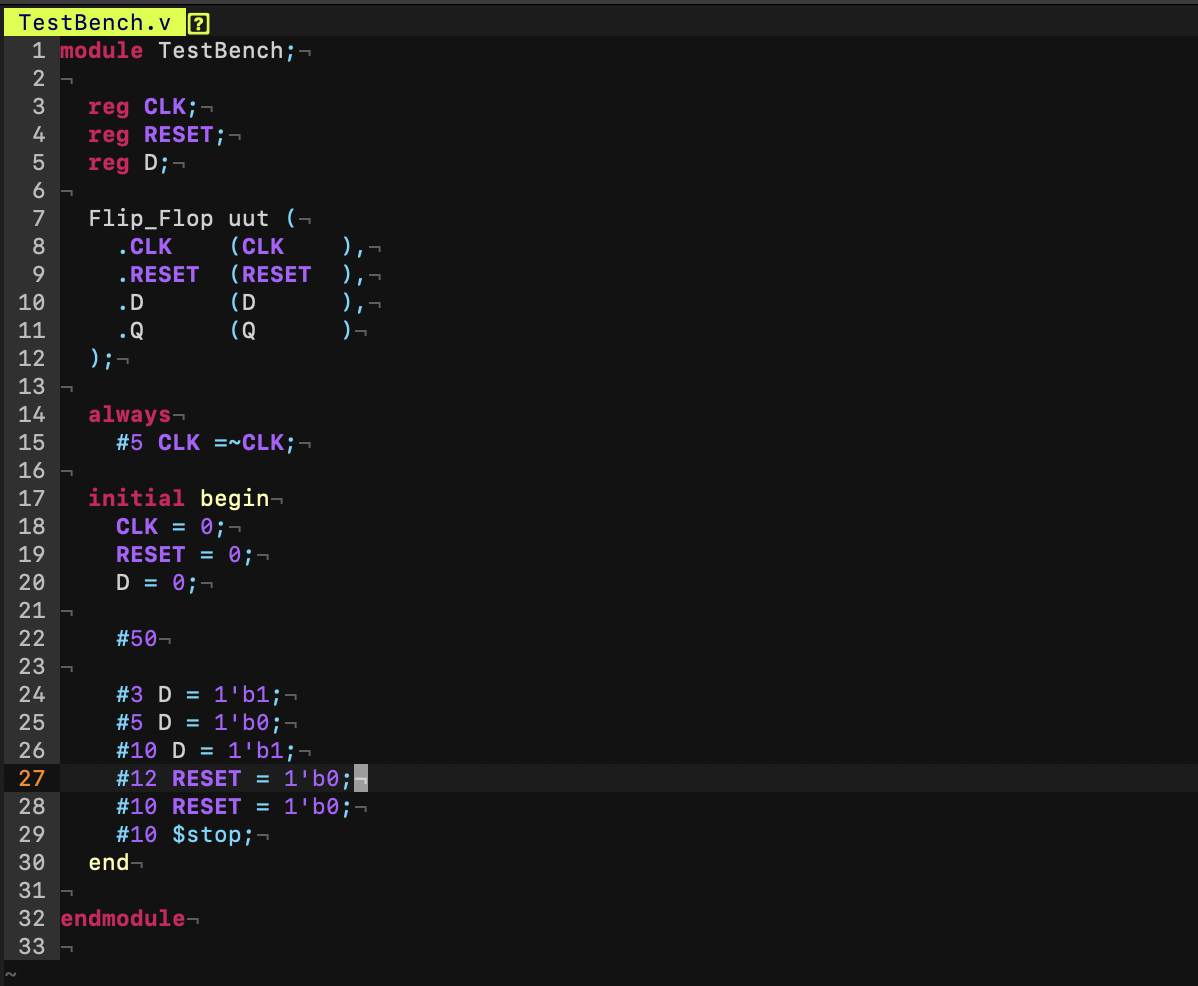 TestBench.v ?
1 module TestBench;¬
2 ¬
3   reg CLK;¬
4   reg RESET;¬
5   reg D;¬
6 ¬
7   Flip_Flop uut (¬
8     .CLK    (CLK    ),¬
9     .RESET  (RESET  ),¬
10     .D      (D      ),¬
11     .Q      (Q      )¬
12   );¬
13 ¬
14   always¬
15     #5 CLK =~CLK;¬
16 ¬
17   initial begin¬
18     CLK = 0;¬
19     RESET = 0;¬
20     D = 0;¬
21 ¬
22     #50¬
23 ¬
24     #3 D = 1'b1;¬
25     #5 D = 1'b0;¬
26     #10 D = 1'b1;¬
27     #12 RESET = 1'b0;¬
28     #10 RESET = 1'b0;¬
29     #10 $stop;¬
30   end¬
31 ¬
32 endmodule¬
33 ¬
~